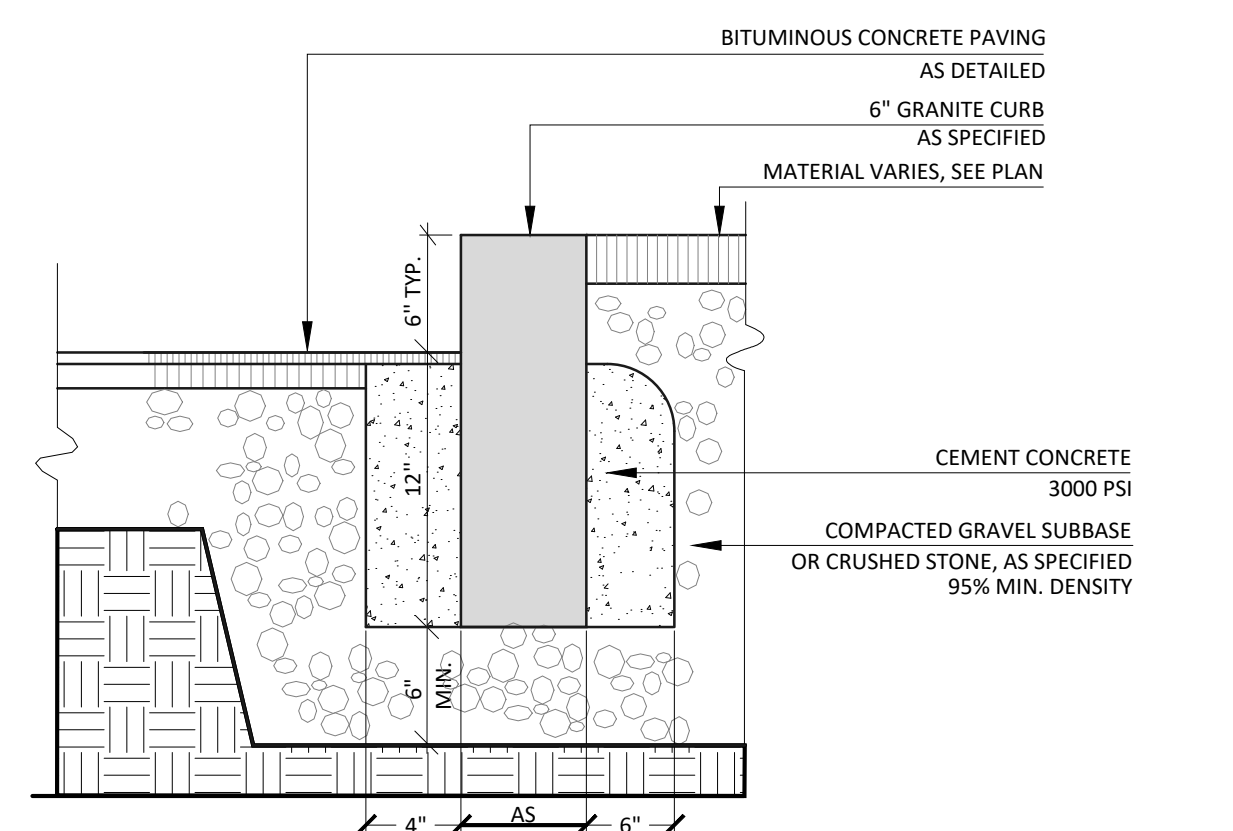 BITUMINOUS CONCRETE PAVING
AS DETAILED
6" GRANITE CURB
AS SPECIFIED
MATERIAL VARIES, SEE PLAN
6" TYP.
12"
CEMENT CONCRETE
3000 PSI
COMPACTED GRAVEL SUBBASE
OR CRUSHED STONE, AS SPECIFIED
95% MIN. DENSITY
6"
MIN.
4"
AS
6"